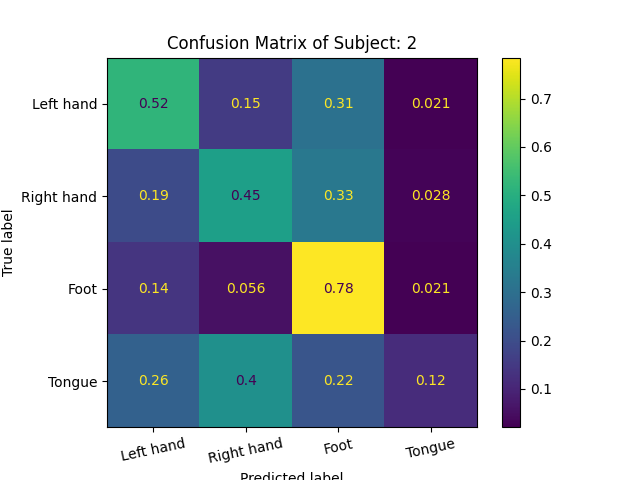 Confusion Matrix of Subject: 2
Left hand 0.52 0.15 0.31 0.021
Right hand 0.19 0.45 0.33 0.028
Foot 0.14 0.056 0.78 0.021
Tongue 0.26 0.4 0.22 0.12
Left hand Right hand Foot Tongue
Predicted label
True label
0.7
0.6
0.5
0.4
0.3
0.2
0.1